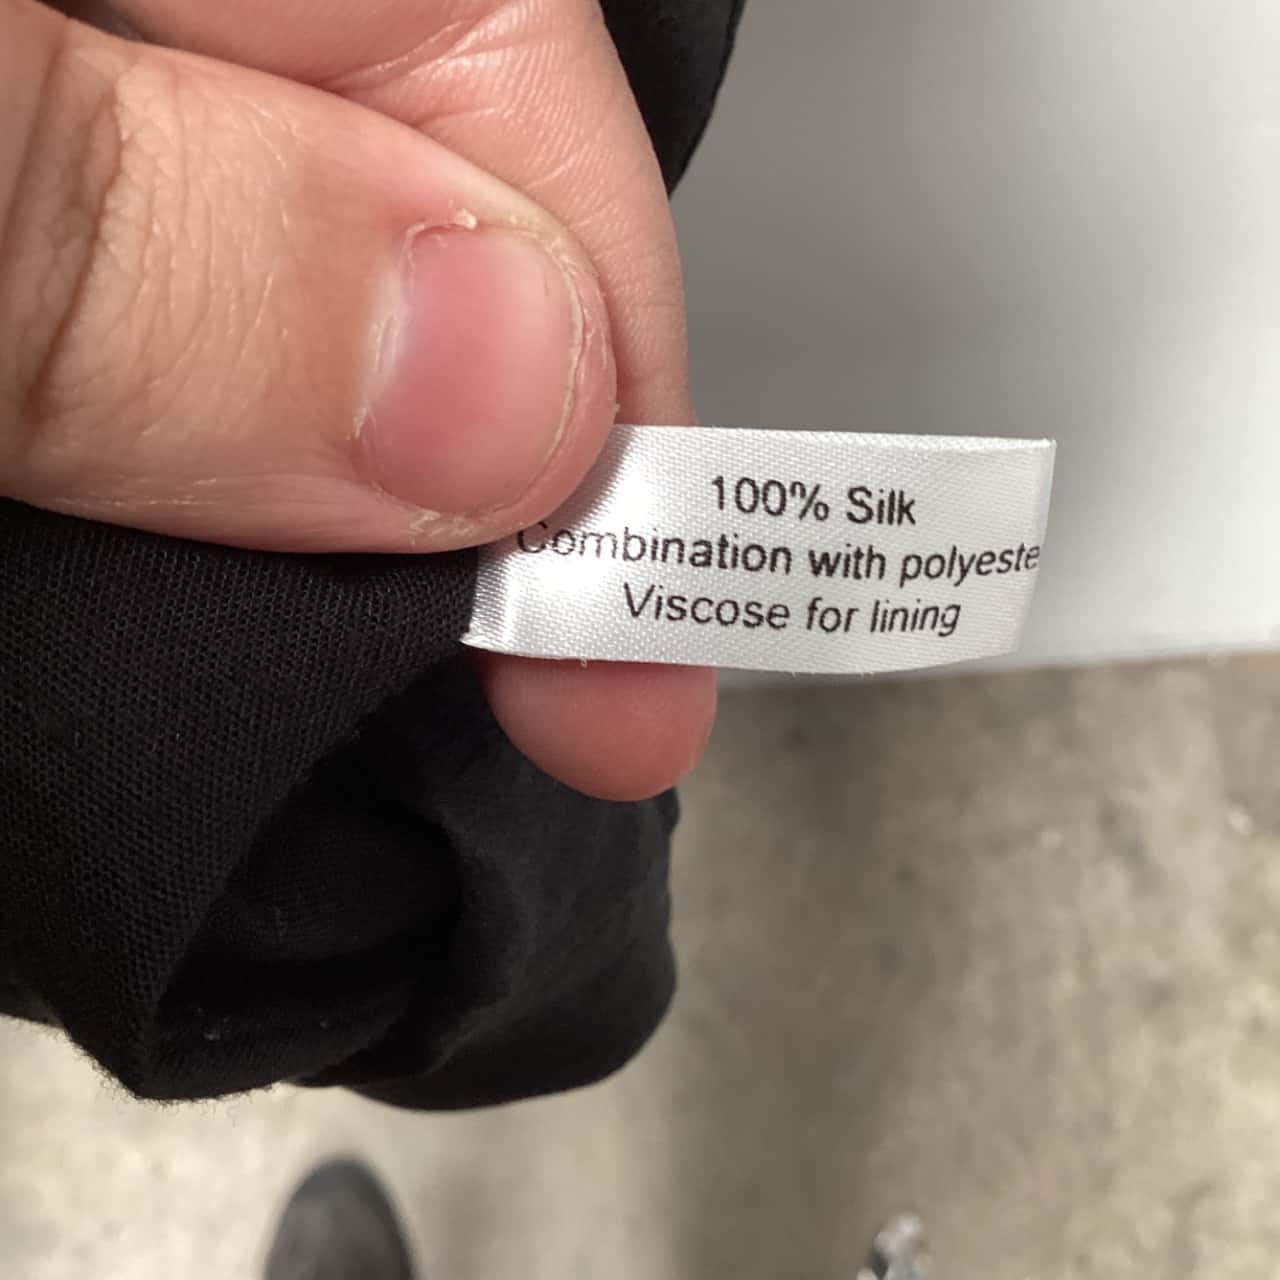 100% Silk
Combination with polyeste
Viscose for lining